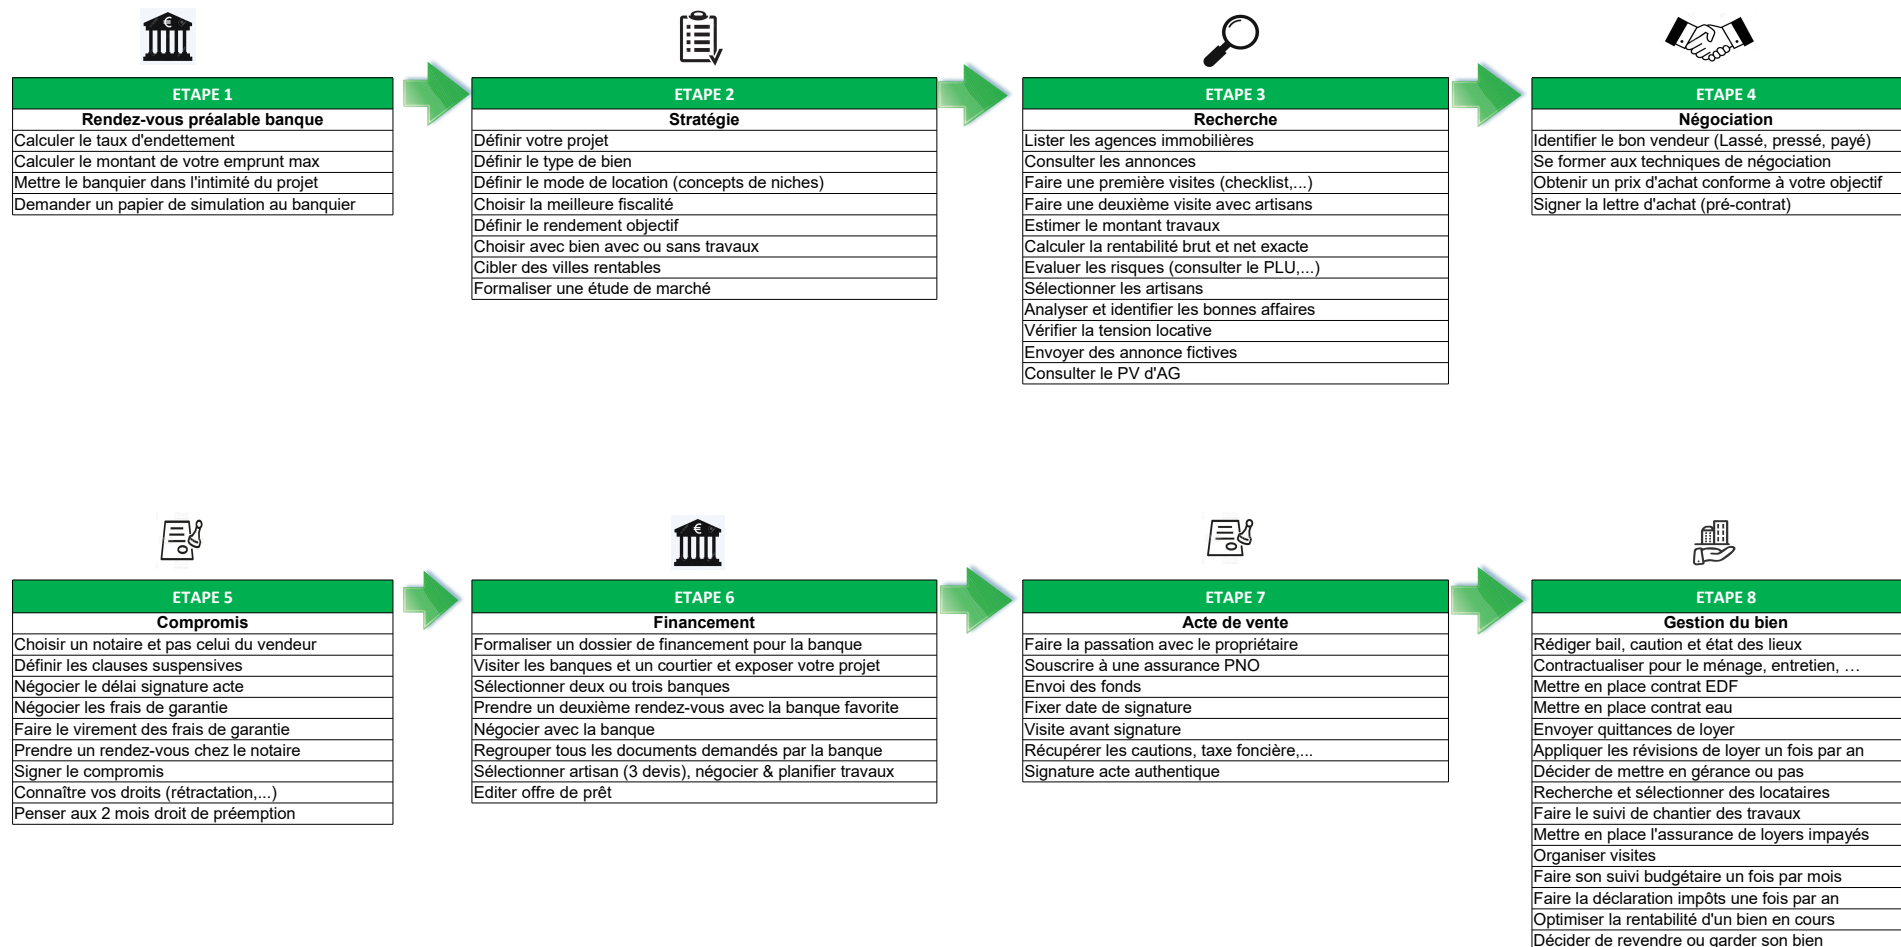 ETAPE 1
Rendez-vous préalable banque
Calculer le taux d'endettement
Calculer le montant de votre emprunt max
Mettre le banquier dans l'intimité du projet
Demander un papier de simulation au banquier
ETAPE 2
Stratégie
Définir votre projet
Définir le type de bien
Définir le mode de location (concepts de niches)
Choisir la meilleure fiscalité
Définir le rendement objectif
Choisir avec bien avec ou sans travaux
Cibler des villes rentables
Formaliser une étude de marché
ETAPE 3
Recherche
Lister les agences immobilières
Consulter les annonces
Faire une première visites (checklist,...)
Faire une deuxième visite avec artisans
Estimer le montant travaux
Calculer la rentabilité brut et net exacte
Evaluer les risques (consulter le PLU,...)
Sélectionner les artisans
Analyser et identifier les bonnes affaires
Vérifier la tension locative
Envoyer des annonce fictives
Consulter le PV d'AG
ETAPE 4
Négociation
Identifier le bon vendeur (Lassé, pressé, payé)
Se former aux techniques de négociation
Obtenir un prix d'achat conforme à votre objectif
Signer la lettre d'achat (pré-contrat)
ETAPE 5
Compromis
Choisir un notaire et pas celui du vendeur
Définir les clauses suspensives
Négocier le délai signature acte
Négocier les frais de garantie
Faire le virement des frais de garantie
Prendre un rendez-vous chez le notaire
Signer le compromis
Connaître vos droits (rétractation,...)
Penser aux 2 mois droit de préemption
ETAPE 6
Financement
Formaliser un dossier de financement pour la banque
Visiter les banques et un courtier et exposer votre projet
Sélectionner deux ou trois banques
Prendre un deuxième rendez-vous avec la banque favorite
Négocier avec la banque
Regrouper tous les documents demandés par la banque
Sélectionner artisan (3 devis), négocier & planifier travaux
Editer offre de prêt
ETAPE 7
Acte de vente
Faire la passation avec le propriétaire
Souscrire à une assurance PNO
Envoi des fonds
Fixer date de signature
Visite avant signature
Récupérer les cautions, taxe foncière,...
Signature acte authentique
ETAPE 8
Gestion du bien
Rédiger bail, caution et état des lieux
Contractualiser pour le ménage, entretien, …
Mettre en place contrat EDF
Mettre en place contrat eau
Envoyer quittances de loyer
Appliquer les révisions de loyer un fois par an
Décider de mettre en gérance ou pas
Recherche et sélectionner des locataires
Faire le suivi de chantier des travaux
Mettre en place l'assurance de loyers impayés
Organiser visites
Faire son suivi budgétaire un fois par mois
Faire la déclaration impôts une fois par an
Optimiser la rentabilité d'un bien en cours
Décider de revendre ou garder son bien